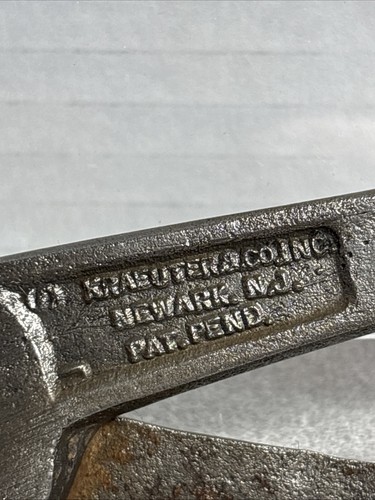 KRAEUTER & CO. INC.
NEWARK N.J.
PAT. PEND.